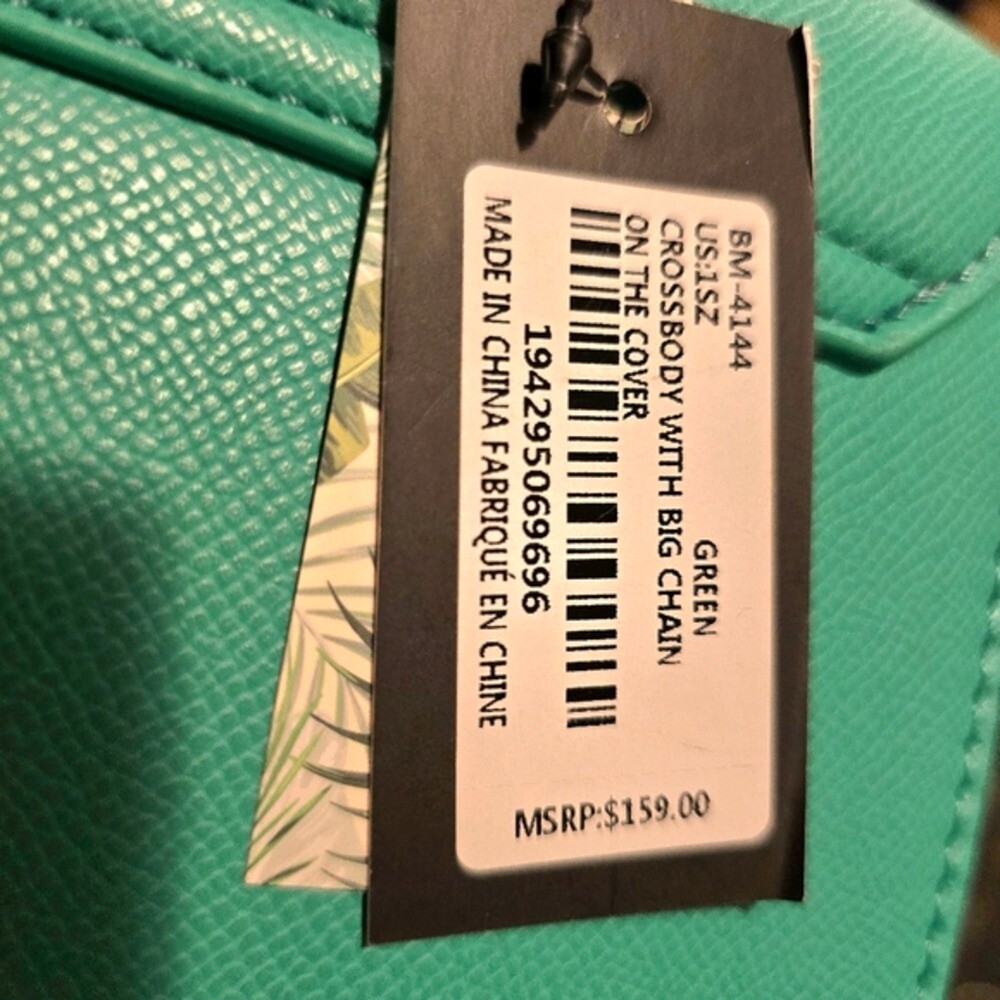 BM-4144
US:1SZ GREEN
CROSSBODY WITH BIG CHAIN
ON THE COVER
194295069696
MADE IN CHINA FABRIQUÉ EN CHINE
MSRP:$159.00